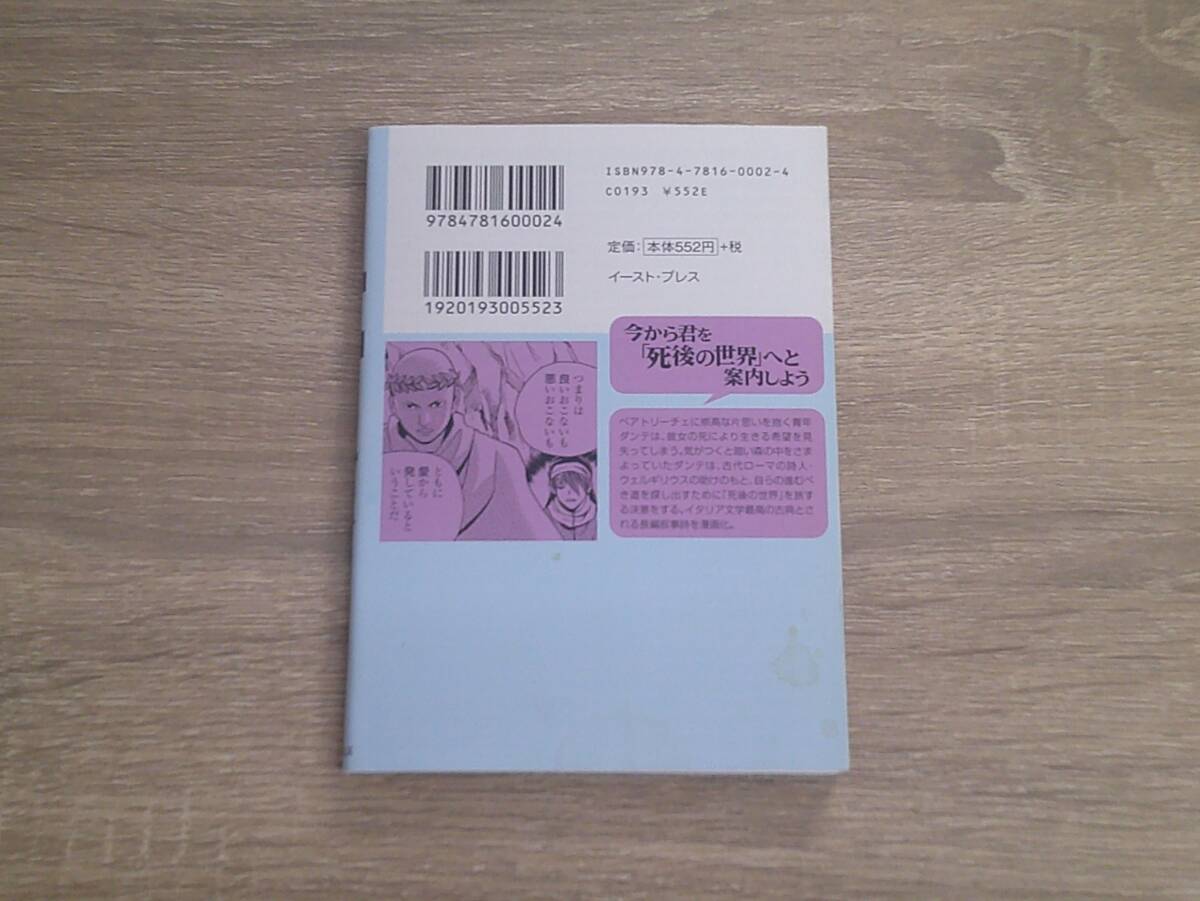 ISBN978-4-7816-0002-4
C0193 ¥552E
9784781600024
定価：本体552円+税
イースト・プレス
1920193005523
今から君を
「死後の世界」へと
案内しよう
つまりは
良いおこないも
悪いおこないも
ともに
愛から
発していると
いうことだ
ベアトリーチェに崇高な片思いを抱く青年
ダンテは、彼女の死により生きる希望を見
失ってしまう。気がつくと暗い森の中をさま
よっていたダンテは、古代ローマの詩人・
ウェルギリウスの助けのもと、自らの進むべ
き道を探し出すために「死後の世界」を旅す
る決意をする。イタリア文学最高の古典とさ
れる長編叙事詩を漫画化。